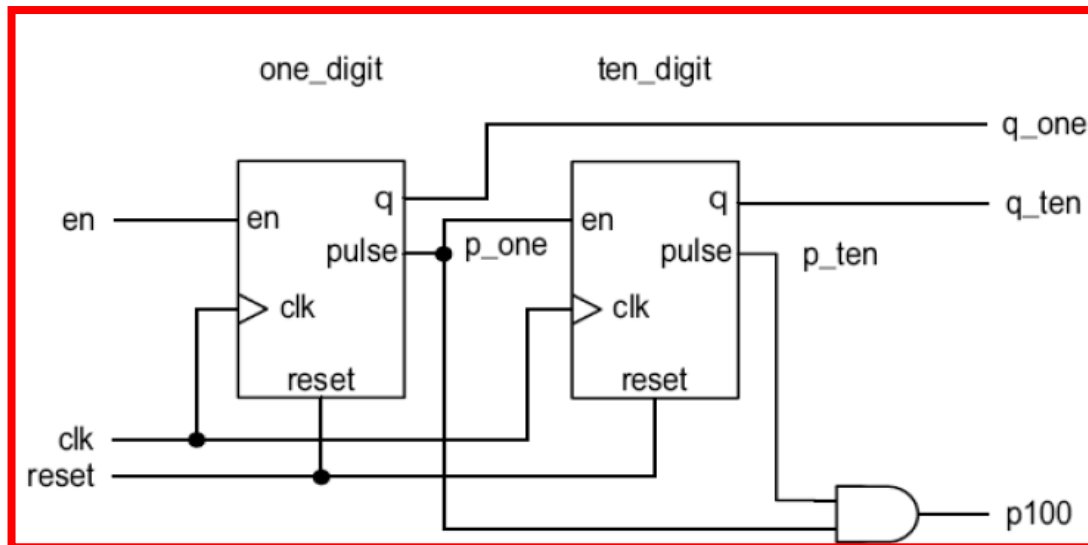 one_digit
ten_digit
q_one
q
q
q_ten
en
en
en
pulse
p_one
pulse
p_ten
clk
clk
reset
reset
clk
reset
p100